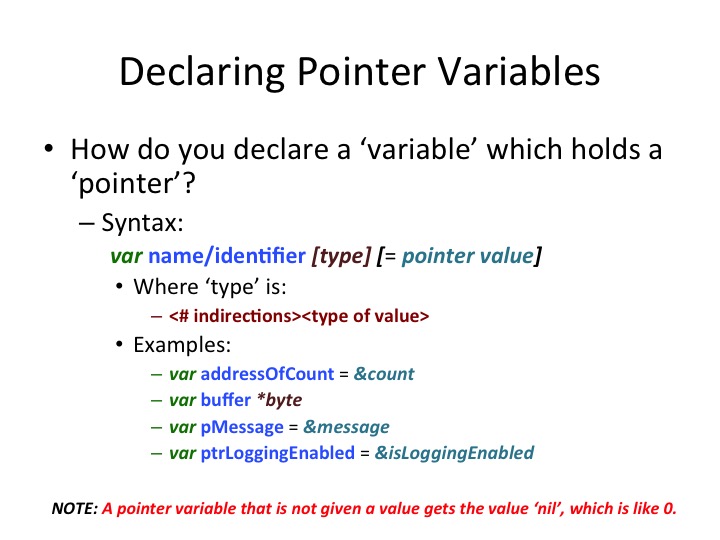 Declaring Pointer Variables
• How do you declare a ‘variable’ which holds a
‘pointer’?
– Syntax:
var name/identifier [type] [= pointer value]
• Where ‘type’ is:
– <# indirections><type of value>
• Examples:
– var addressOfCount = &count
– var buffer *byte
– var pMessage = &message
– var ptrLoggingEnabled = &isLoggingEnabled
NOTE: A pointer variable that is not given a value gets the value ‘nil’, which is like 0.